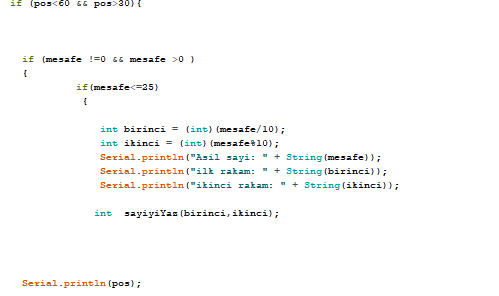 if (pos<60 && pos>30){
if (mesafe !=0 && mesafe >0 )
{
if(mesafe<=25)
{
int birinci = (int)(mesafe/10);
int ikinci = (int)(mesafe%10);
Serial.println("Asil sayi: " + String(mesafe));
Serial.println("ilk rakam: " + String(birinci));
Serial.println("ikinci rakam: " + String(ikinci));
int sayiyiYaz(birinci,ikinci);
Serial.println(pos);